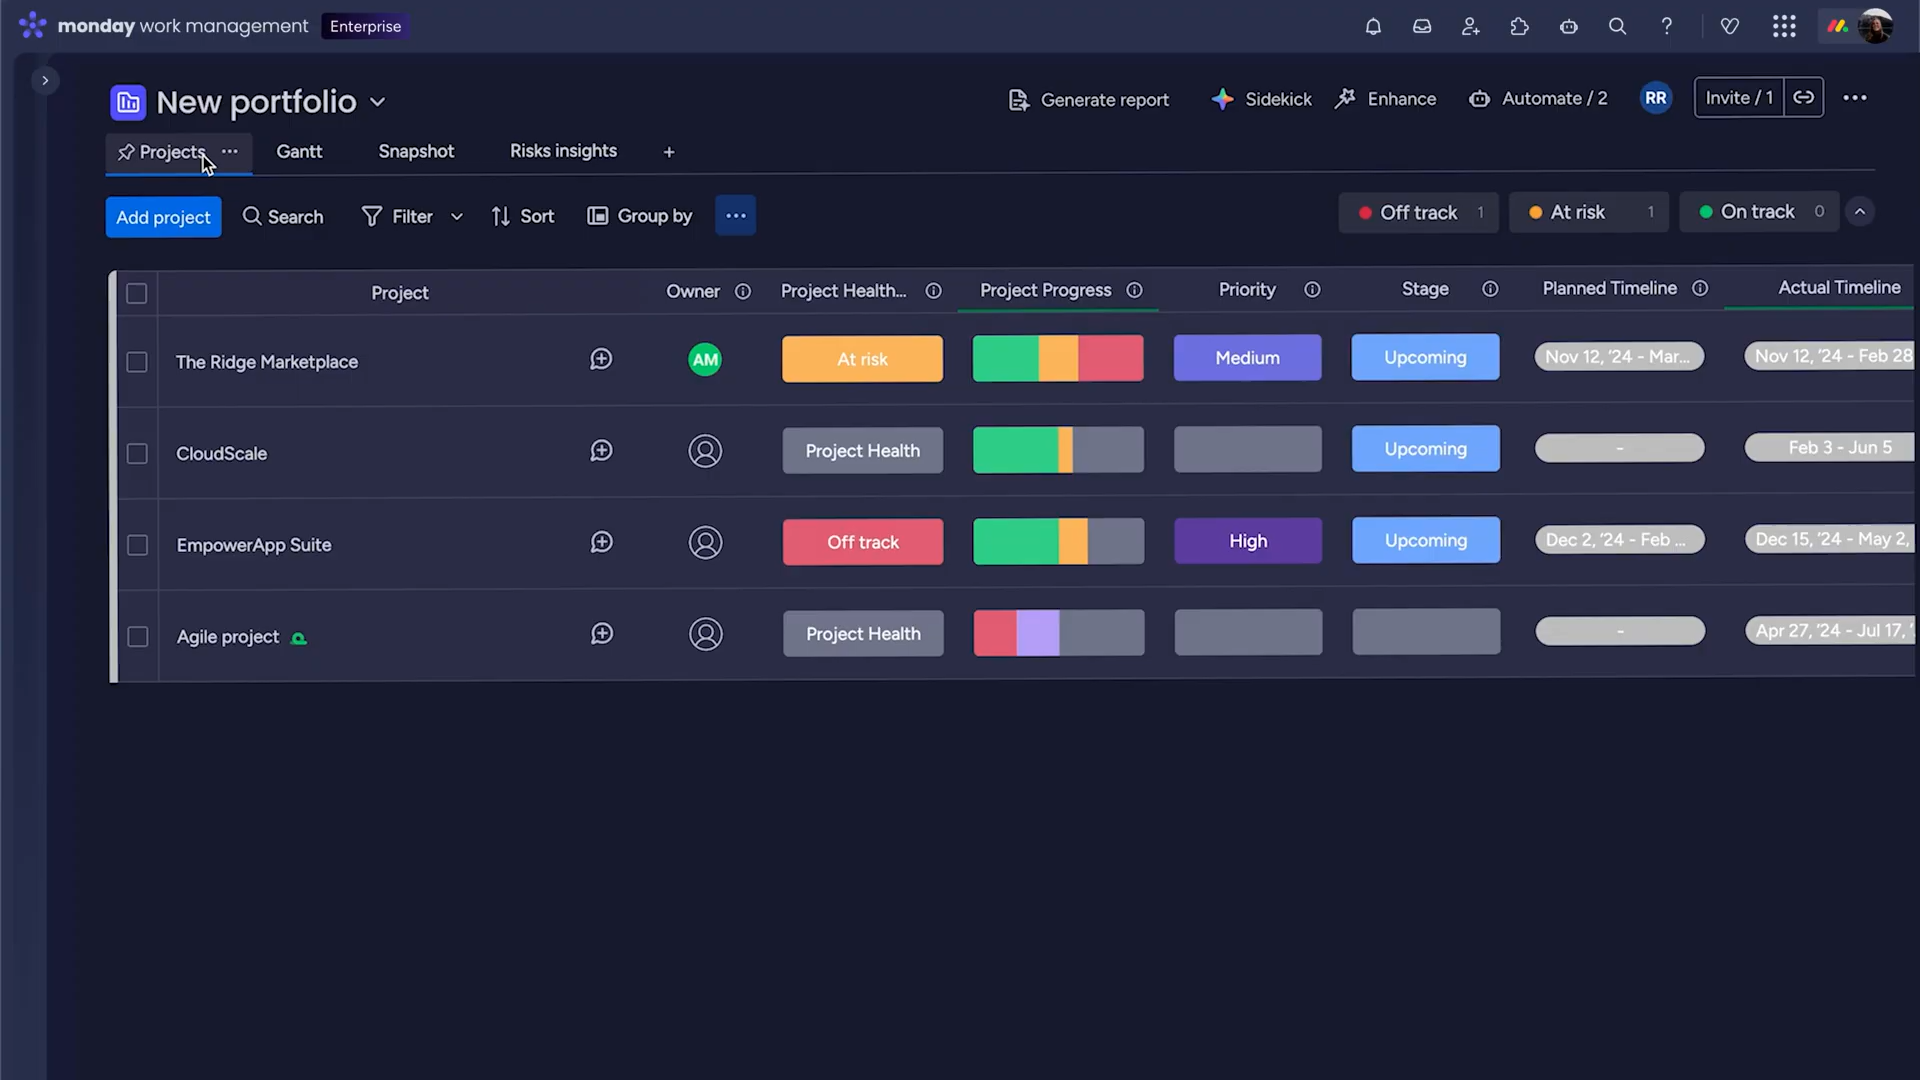 monday work management Enterprise
New portfolio
Generate report Sidekick Enhance Automate / 2 RR Invite / 1
Projects Gantt Snapshot Risks insights +
Add project Search Filter Sort Group by
Off track 1 At risk 1 On track 0
Project Owner Project Health... Project Progress Priority Stage Planned Timeline Actual Timeline
The Ridge Marketplace AM At risk Medium Upcoming Nov 12, '24 - Mar... Nov 12, '24 - Feb 28
CloudScale Project Health Upcoming - Feb 3 - Jun 5
EmpowerApp Suite Off track High Upcoming Dec 2, '24 - Feb ... Dec 15, '24 - May 2,
Agile project Project Health - Apr 27, '24 - Jul 17, '